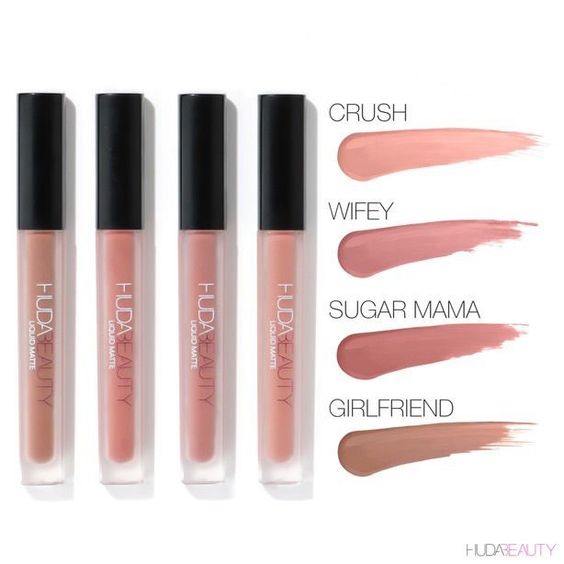 HUDABEAUTY
LIQUID MATTE
HUDABEAUTY
LIQUID MATTE
HUDABEAUTY
LIQUID MATTE
HUDABEAUTY
LIQUID MATTE
CRUSH
WIFEY
SUGAR MAMA
GIRLFRIEND
HUDABEAUTY